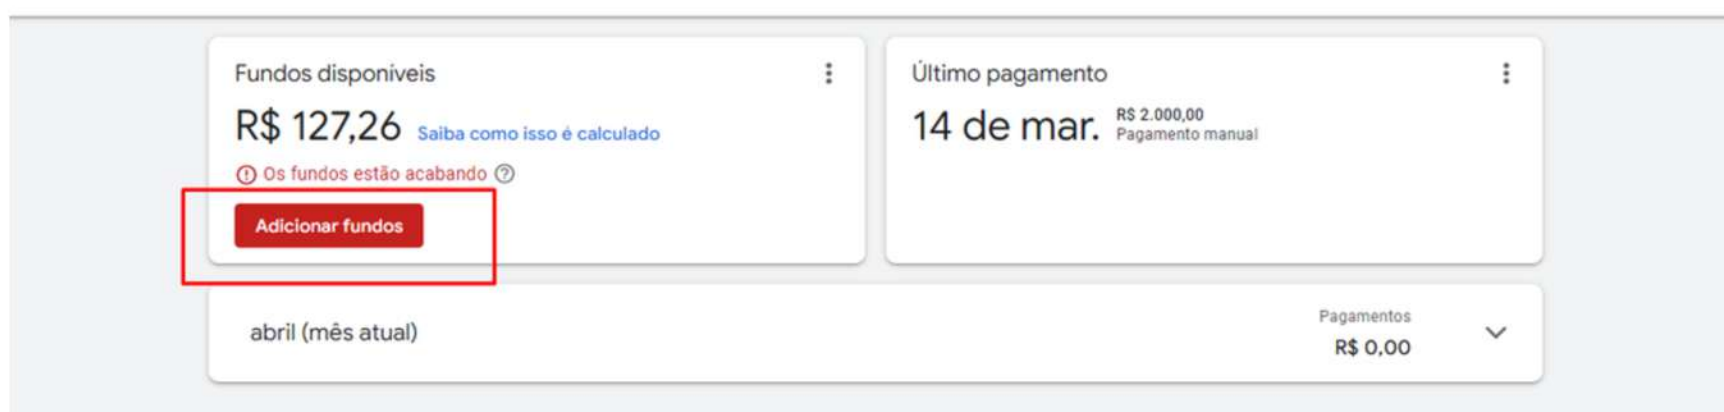 Fundos disponíveis
R$ 127,26 Saiba como isso é calculado
Os fundos estão acabando
Adicionar fundos
Último pagamento
14 de mar. R$ 2.000,00
Pagamento manual
abril (mês atual)
Pagamentos
R$ 0,00